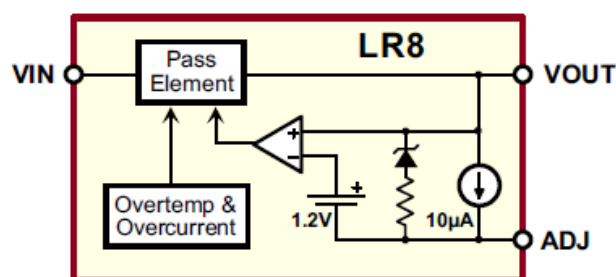 LR8
Pass
Element
VIN
VOUT
+
−
+
Overtemp &
Overcurrent
1.2V
10µA
ADJ